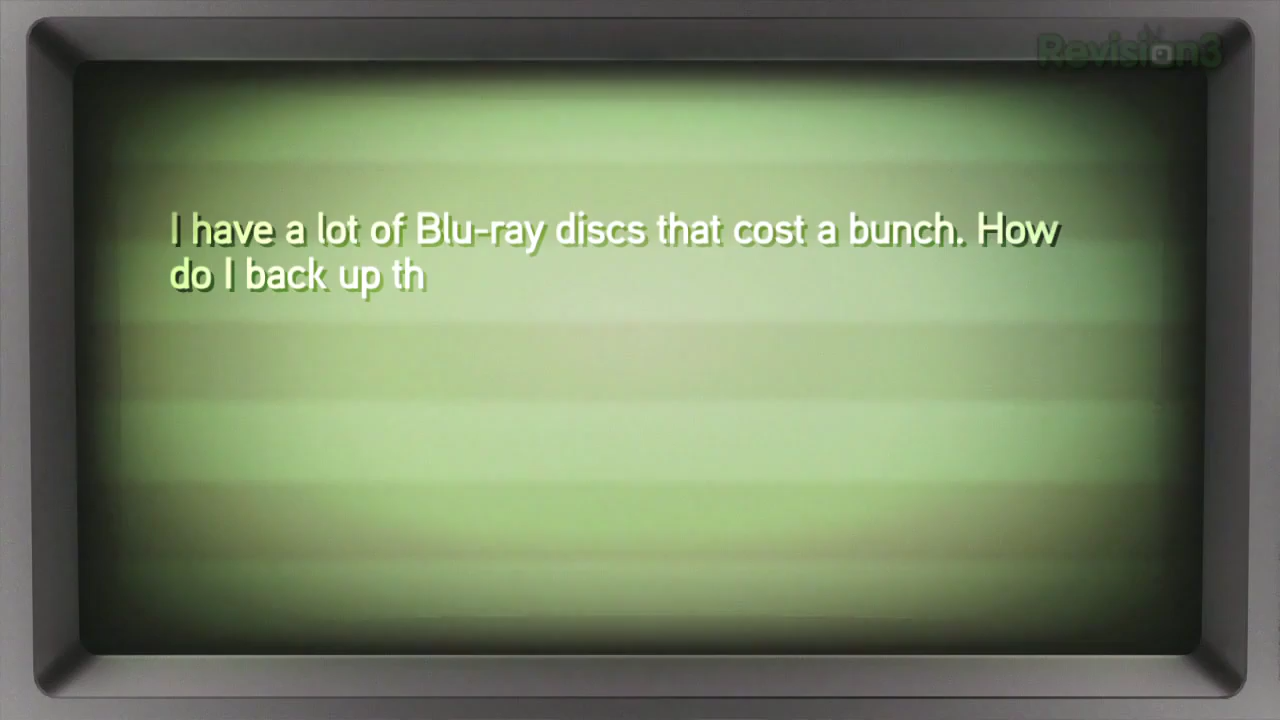 Revision3
I have a lot of Blu-ray discs that cost a bunch. How
do I back up th